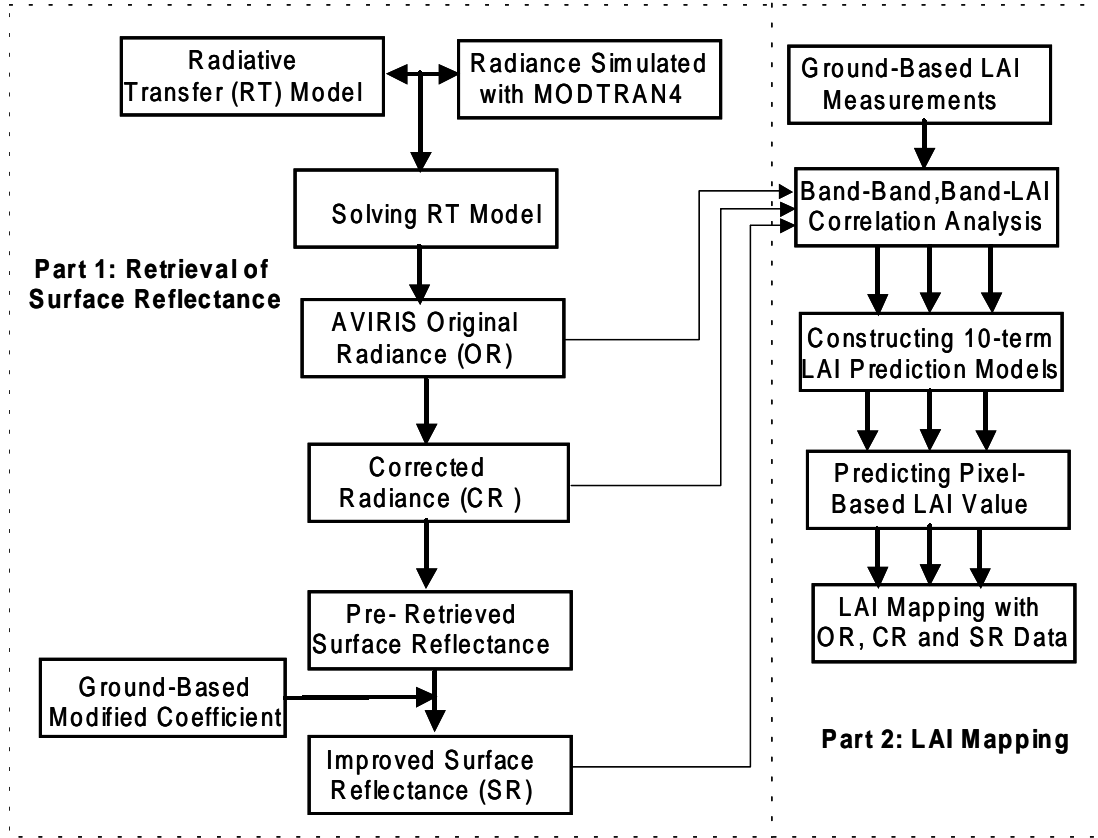 Radiative
Transfer (RT) Model
Radiance Simulated
with MODTRAN4
Solving RT Model
Part 1: Retrieval of
Surface Reflectance
AVIRIS Original
Radiance (OR)
Corrected
Radiance (CR )
Pre- Retrieved
Surface Reflectance
Ground-Based
Modified Coefficient
Improved Surface
Reflectance (SR)
Ground-Based LAI
Measurements
Band-Band,Band-LAI
Correlation Analysis
Constructing 10-term
LAI Prediction Models
Predicting Pixel-
Based LAI Value
LAI Mapping with
OR, CR and SR Data
Part 2: LAI Mapping